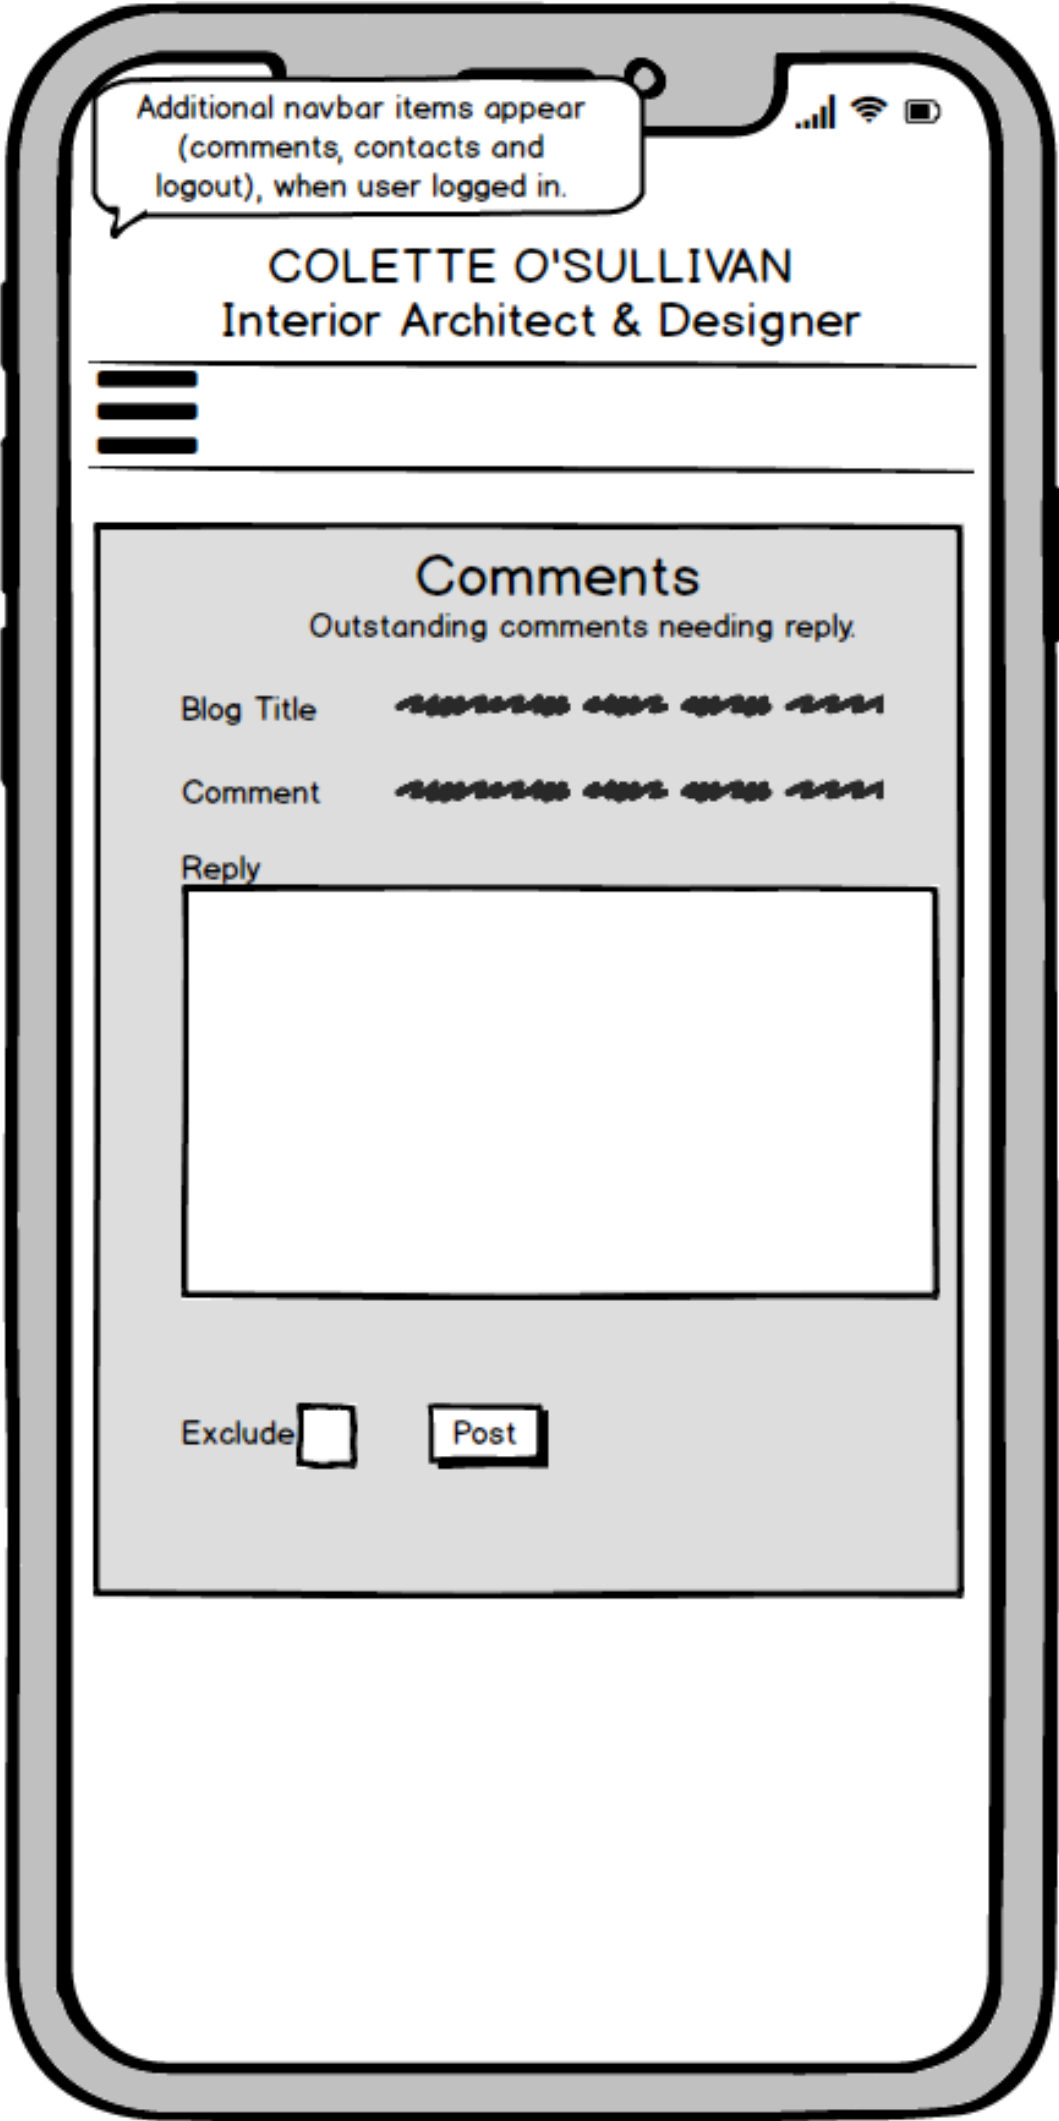 Additional navbar items appear
(comments, contacts and
logout), when user logged in.
COLETTE O'SULLIVAN
Interior Architect & Designer
Comments
Outstanding comments needing reply.
Blog Title
Comment
Reply
Exclude
Post